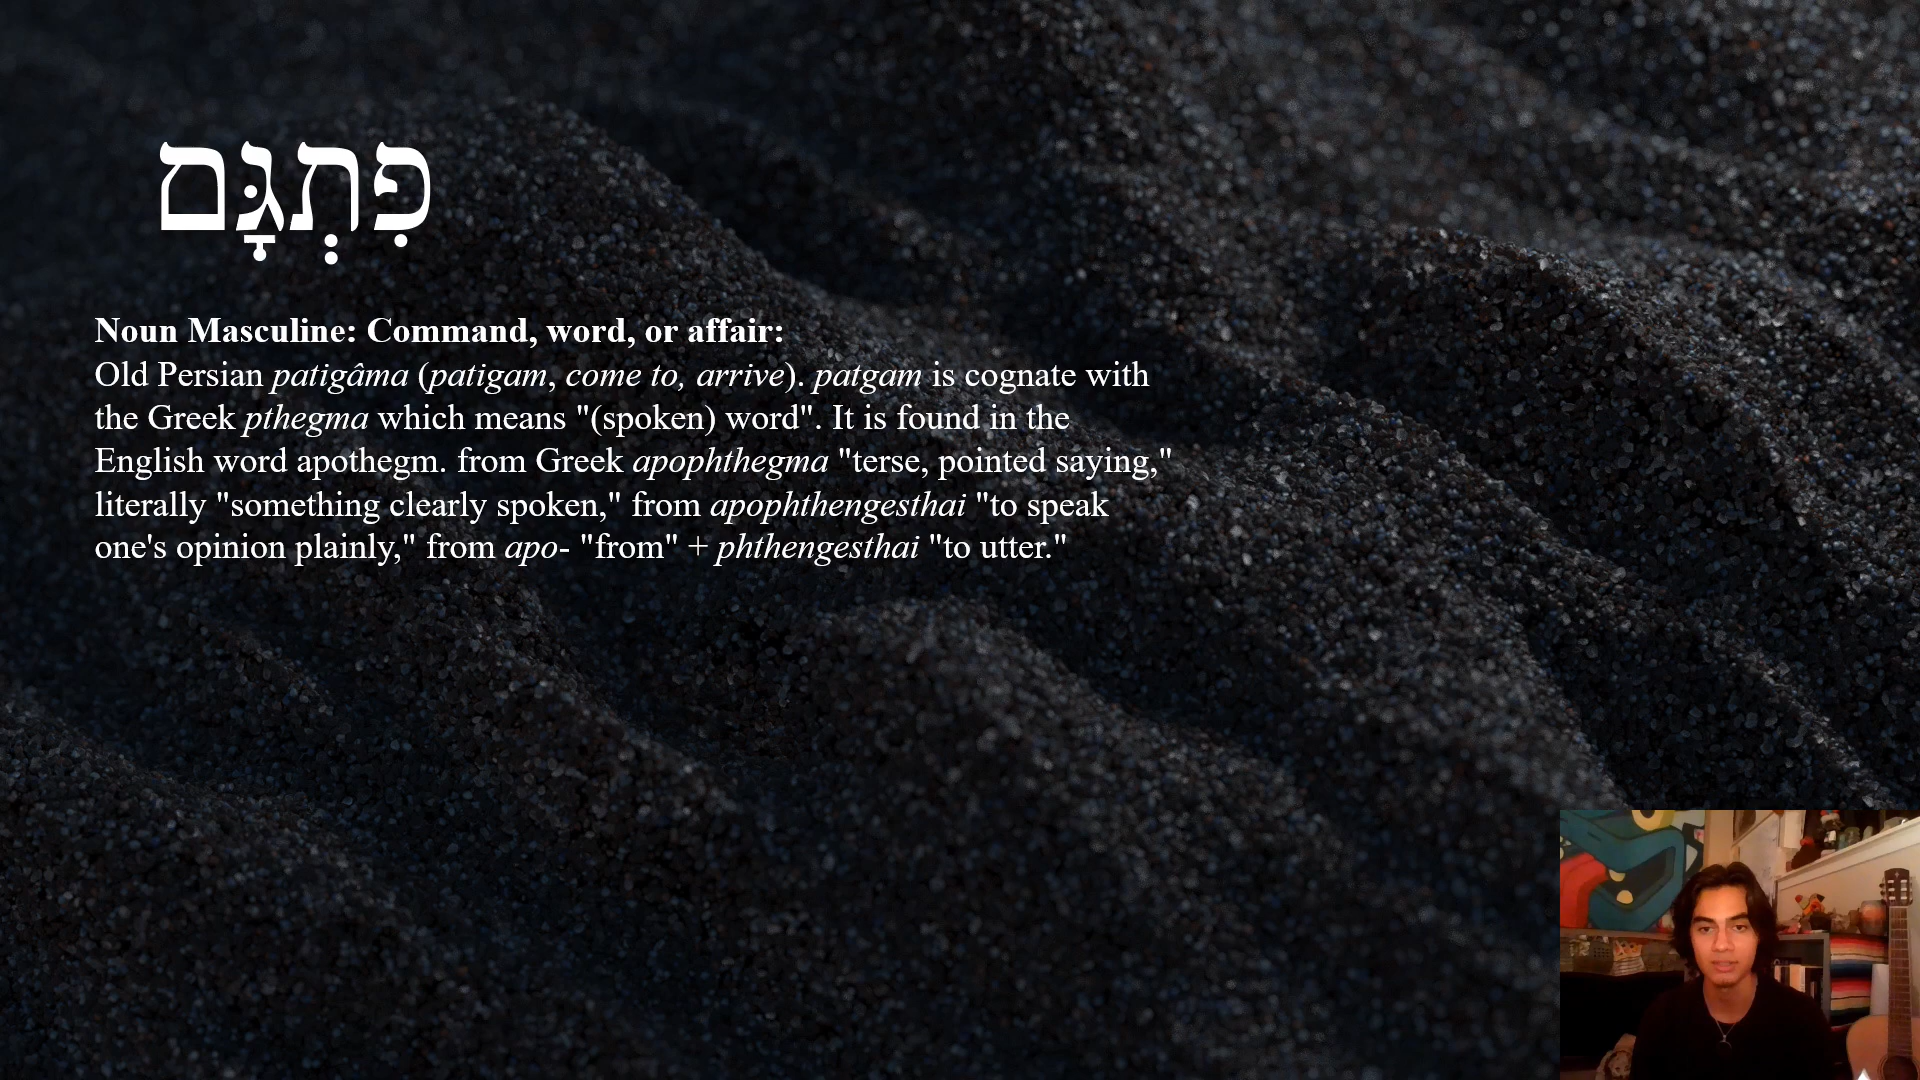 פִּתְגָּם
Noun Masculine: Command, word, or affair:
Old Persian patigâma (patigam, come to, arrive). patgam is cognate with
the Greek pthegma which means "(spoken) word". It is found in the
English word apothegm. from Greek apophthegma "terse, pointed saying,"
literally "something clearly spoken," from apophthengesthai "to speak
one's opinion plainly," from apo- "from" + phthengesthai "to utter."